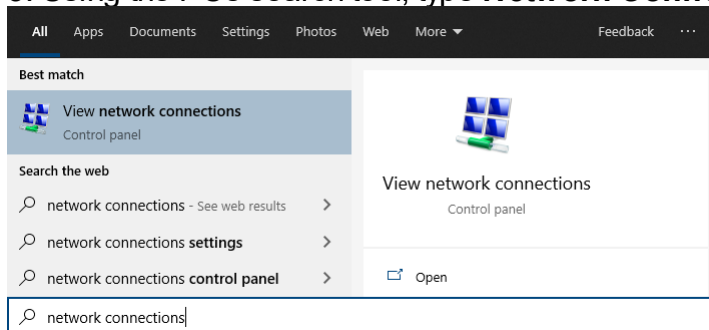 All Apps Documents Settings Photos Web More Feedback ...
Best match
View network connections
Control panel
Search the web
network connections - See web results
network connections settings
network connections control panel
View network connections
Control panel
Open
network connections